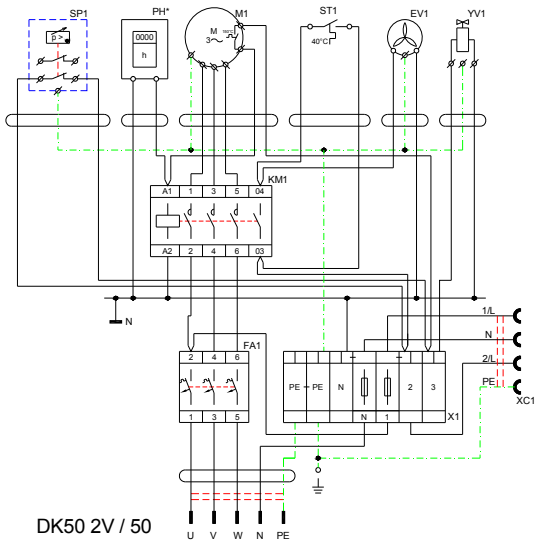 SP1 PH* M1 ST1 EV1 YV1
p >
0000
h
M
3~
150°C
40°C
KM1
A1 1 3 5 04
A2 2 4 6 03
N
FA1
2 4 6
1 3 5
PE PE N 2 3
N 1
X1
1/L
N
2/L
PE
XC1
DK50 2V / 50
U V W N PE